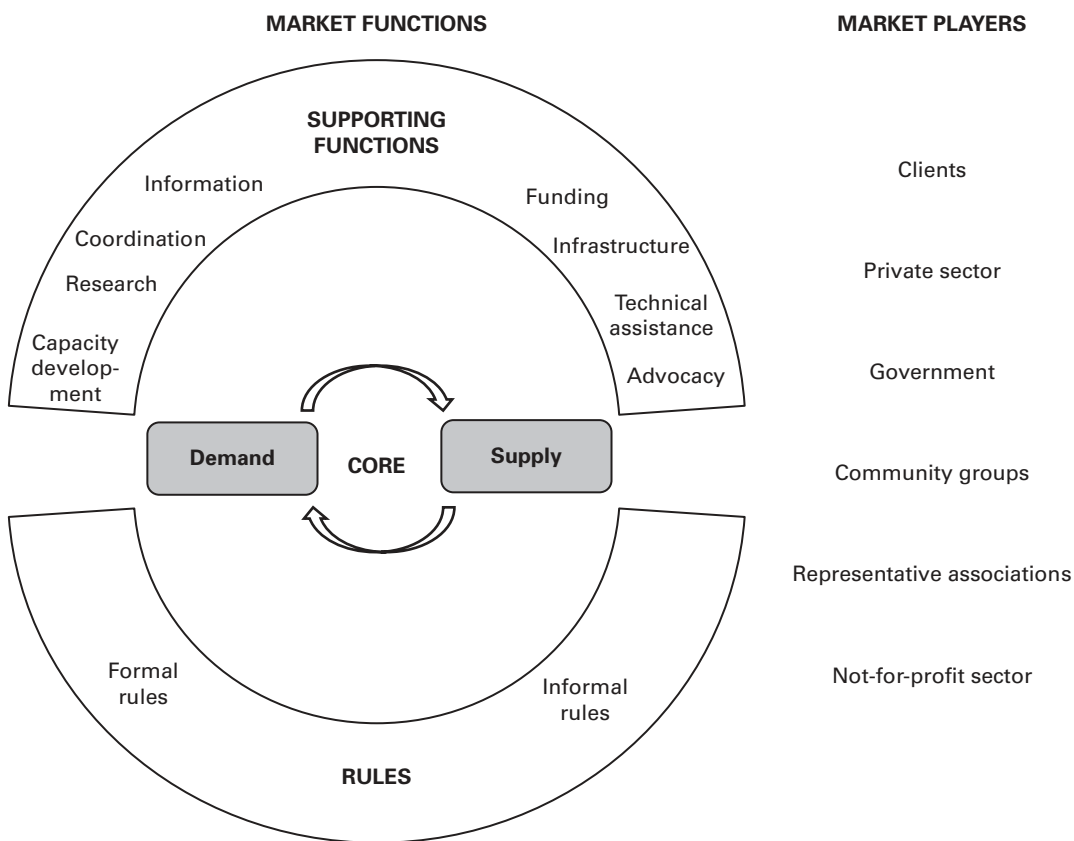 MARKET FUNCTIONS
MARKET PLAYERS
SUPPORTING
FUNCTIONS
Information
Coordination
Research
Capacity
develop-
ment
Funding
Infrastructure
Technical
assistance
Advocacy
Demand
CORE
Supply
Formal
rules
Informal
rules
RULES
Clients
Private sector
Government
Community groups
Representative associations
Not-for-profit sector